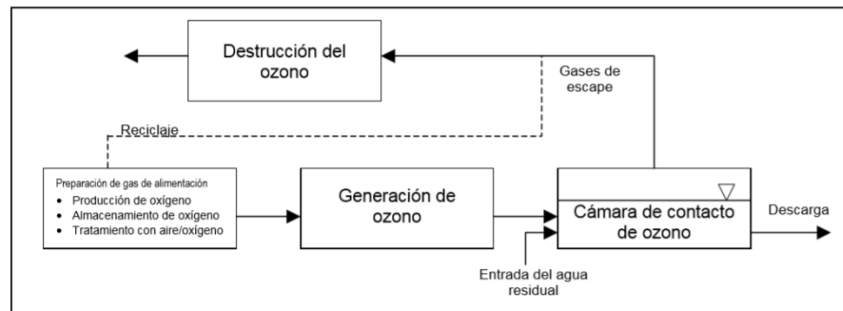 Destrucción del
ozono
Gases de
escape
Reciclaje
Preparación de gas de alimentación
• Producción de oxígeno
• Almacenamiento de oxígeno
• Tratamiento con aire/oxígeno
Generación de
ozono
Cámara de contacto
de ozono
Descarga
Entrada del agua
residual